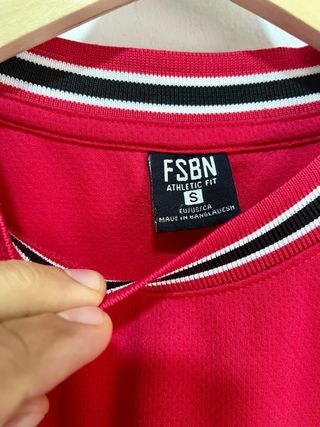 FSBN
ATHLETIC FIT
S
EU/US/CA
MADE IN BANGLADESH